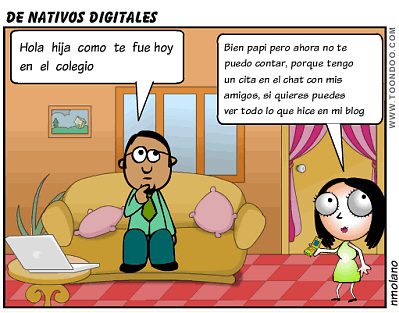 DE NATIVOS DIGITALES
Hola hija como te fue hoy
en el colegio
Bien papi pero ahora no te
puedo contar, porque tengo
un cita en el chat con mis
amigos, si quieres puedes
ver todo lo que hice en mi blog
WWW.TOONDOO.COM
nmolano